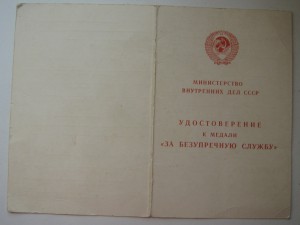 МИНИСТЕРСТВО
ВНУТРЕННИХ ДЕЛ СССР
УДОСТОВЕРЕНИЕ
К МЕДАЛИ
«ЗА БЕЗУПРЕЧНУЮ СЛУЖБУ»